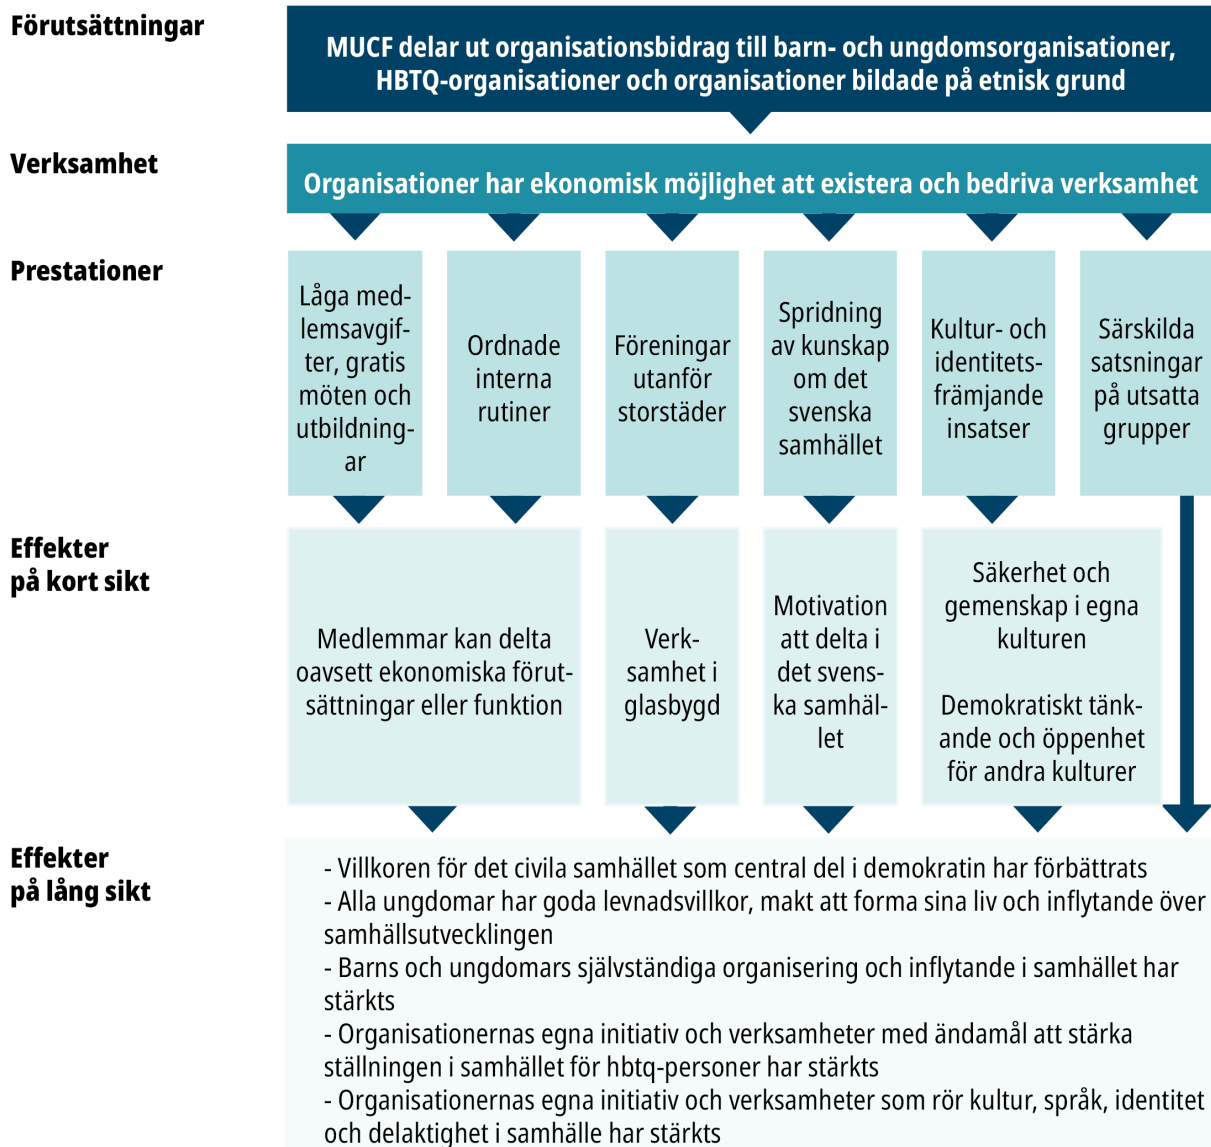 Förutsättningar
MUCF delar ut organisationsbidrag till barn- och ungdomsorganisationer,
HBTQ-organisationer och organisationer bildade på etnisk grund
Verksamhet
Organisationer har ekonomisk möjlighet att existera och bedriva verksamhet
Prestationer
Låga med-
lemsavgif-
ter, gratis
möten och
utbildning-
ar
Ordnade
interna
rutiner
Föreningar
utanför
storstäder
Spridning
av kunskap
om det
svenska
samhället
Kultur- och
identitets-
främjande
insatser
Särskilda
satsningar
på utsatta
grupper
Effekter
på kort sikt
Medlemmar kan delta
oavsett ekonomiska förut-
sättningar eller funktion
Verk-
samhet i
glasbygd
Motivation
att delta i
det svens-
ka samhäl-
let
Säkerhet och
gemenskap i egna
kulturen
Demokratiskt tänk-
ande och öppenhet
för andra kulturer
Effekter
på lång sikt
- Villkoren för det civila samhället som central del i demokratin har förbättrats
- Alla ungdomar har goda levnadsvillkor, makt att forma sina liv och inflytande över
samhällsutvecklingen
- Barns och ungdomars självständiga organisering och inflytande i samhället har
stärkts
- Organisationernas egna initiativ och verksamheter med ändamål att stärka
ställningen i samhället för hbtq-personer har stärkts
- Organisationernas egna initiativ och verksamheter som rör kultur, språk, identitet
och delaktighet i samhälle har stärkts